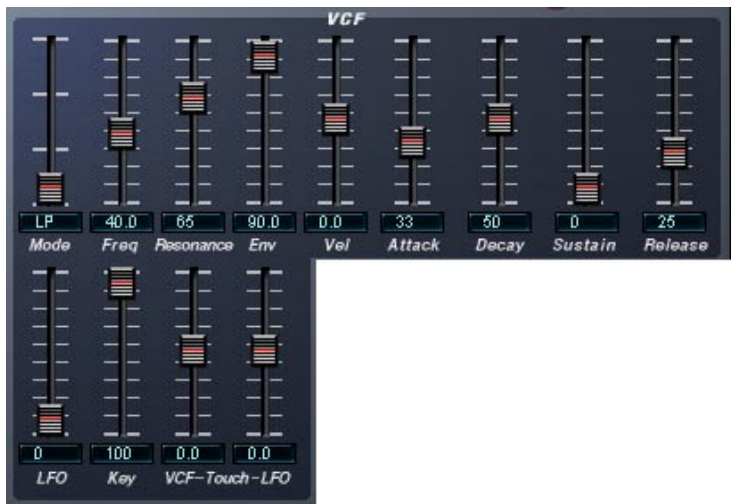 VCF
LP 40.0 65 90.0 0.0 33 50 0 25
Mode Freq Resonance Env Vel Attack Decay Sustain Release
0 100 0.0 0.0
LFO Key VCF-Touch-LFO